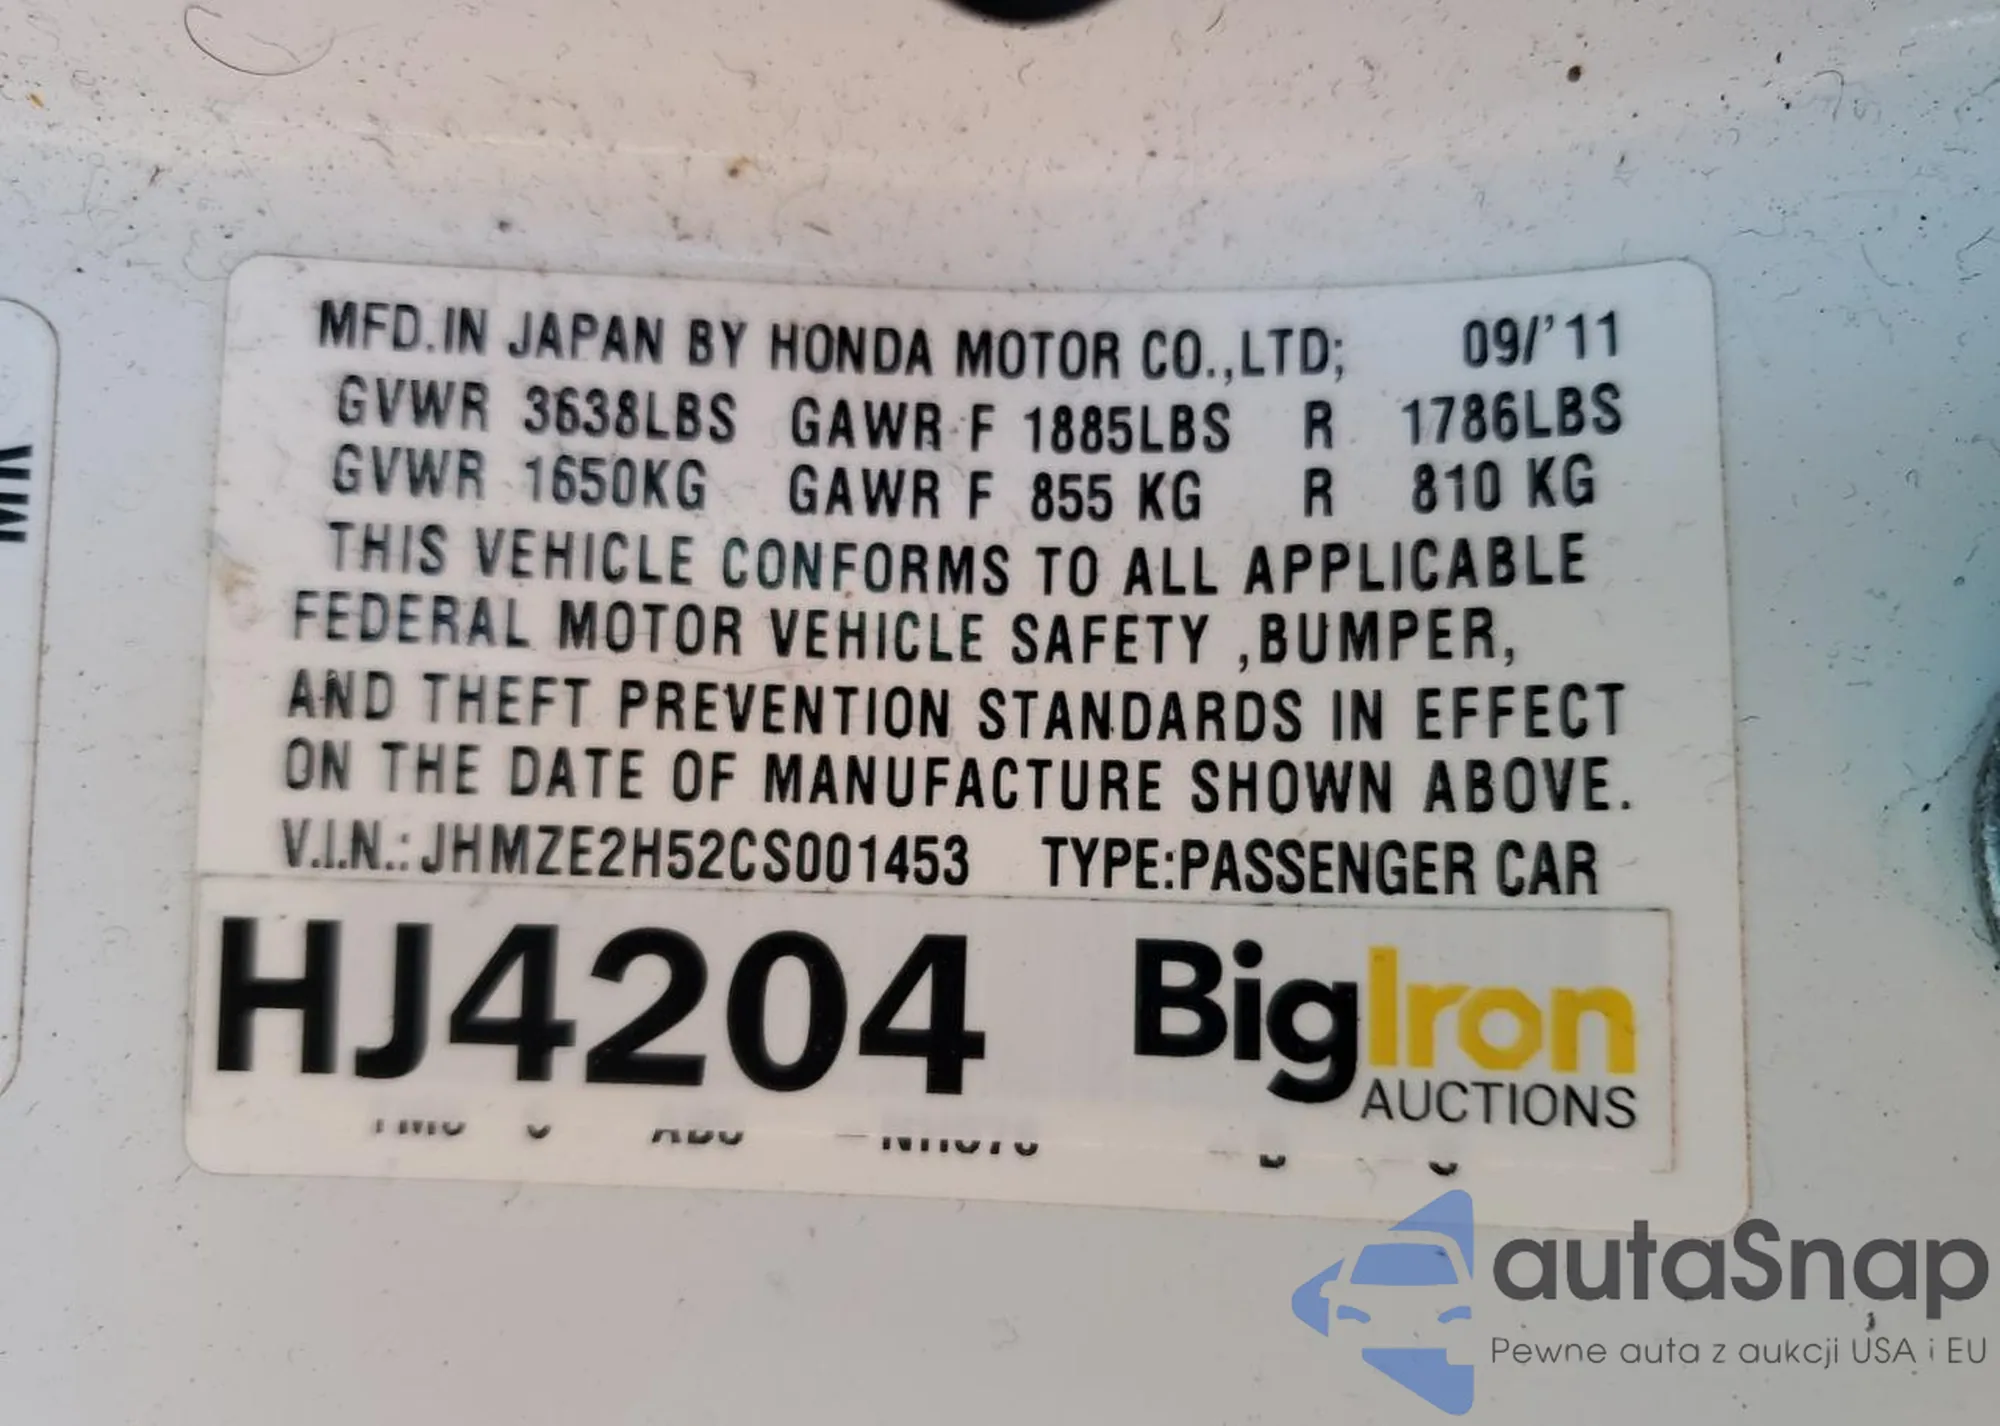 MFD.IN JAPAN BY HONDA MOTOR CO.,LTD; 09/'11
GVWR 3638LBS GAWR F 1885LBS R 1786LBS
GVWR 1650KG GAWR F 855 KG R 810 KG
THIS VEHICLE CONFORMS TO ALL APPLICABLE
FEDERAL MOTOR VEHICLE SAFETY ,BUMPER,
AND THEFT PREVENTION STANDARDS IN EFFECT
ON THE DATE OF MANUFACTURE SHOWN ABOVE.
V.I.N.:JHMZE2H52CS001453 TYPE:PASSENGER CAR
HJ4204 BigIron
AUCTIONS
autaSnap
Pewne auta z aukcji USA i EU